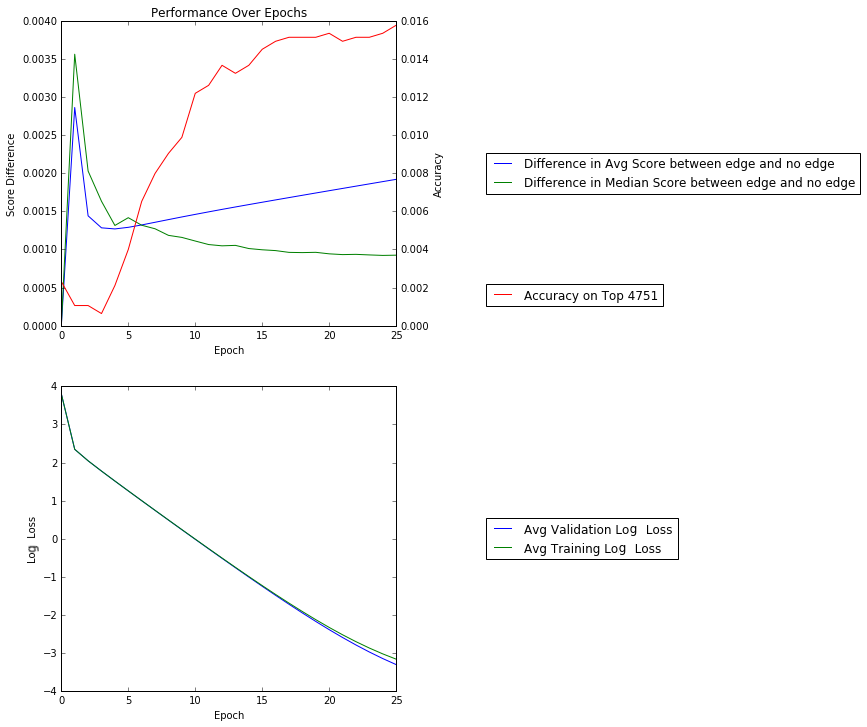 Performance Over Epochs
0.0040
0.0035
0.0030
0.0025
0.0020
0.0015
0.0010
0.0005
0.0000
Score Difference
0.016
0.014
0.012
0.010
0.008
0.006
0.004
0.002
0.000
Accuracy
0 5 10 15 20 25
Epoch
Difference in Avg Score between edge and no edge
Difference in Median Score between edge and no edge
Accuracy on Top 4751
4
3
2
1
0
−1
−2
−3
−4
Log Loss
0 5 10 15 20 25
Epoch
Avg Validation Log Loss
Avg Training Log Loss